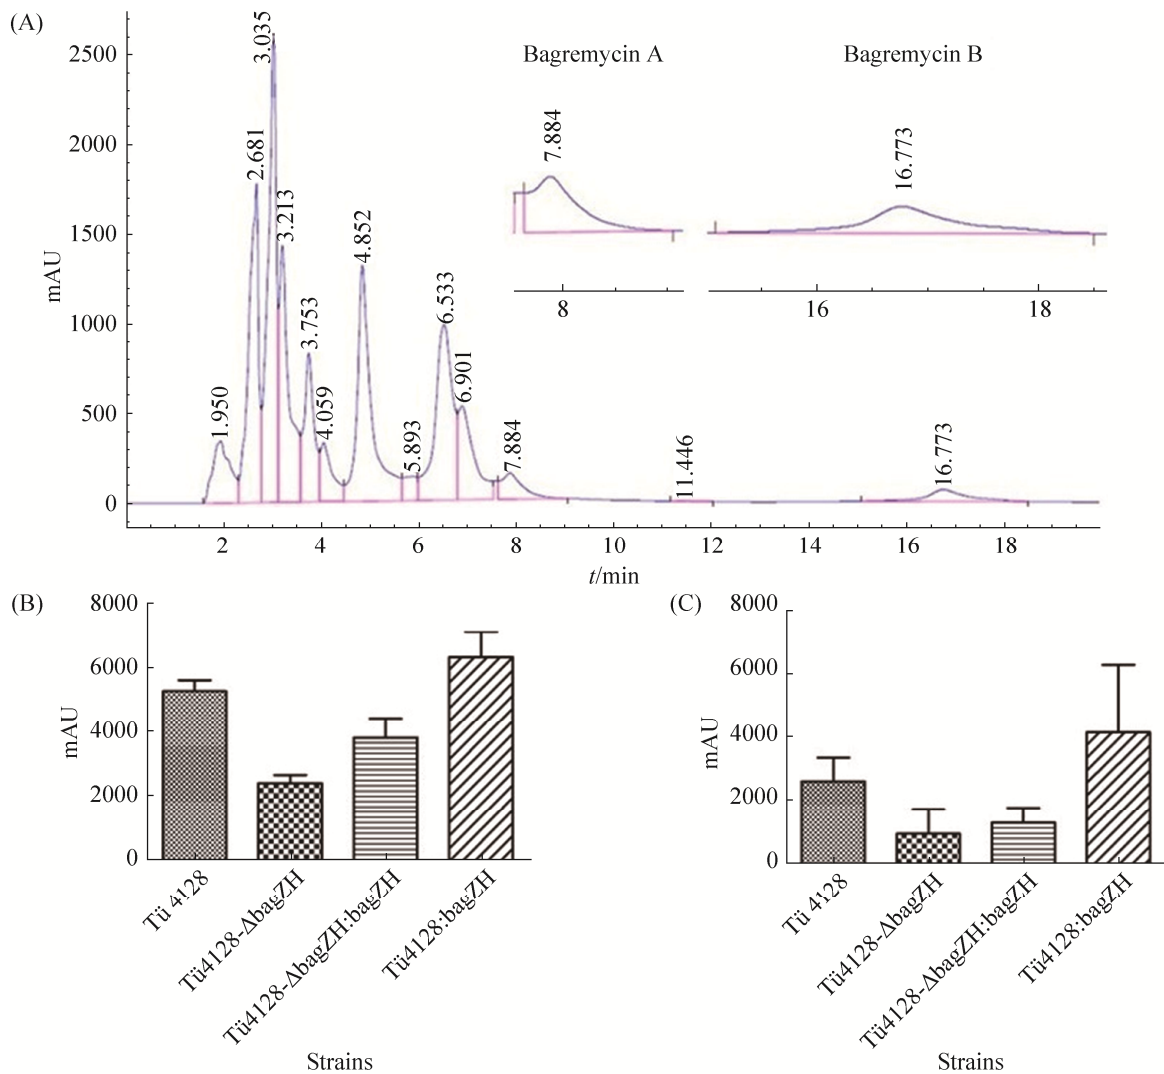 (A)
Bagremycin A
Bagremycin B
mAU
2500
2000
1500
1000
500
0
1.950
2.681
3.035
3.213
3.753
4.059
4.852
5.893
6.533
6.901
7.884
11.446
16.773
7.884
16.773
8
16
18
2
4
6
8
10
12
14
16
18
t/min
(B)
mAU
8000
6000
4000
2000
0
Tü 4128
Tü4128-ΔbagZH
Tü4128-ΔbagZH:bagZH
Tü4128:bagZH
Strains
(C)
mAU
8000
6000
4000
2000
0
Tü 4128
Tü4128-ΔbagZH
Tü4128-ΔbagZH:bagZH
Tü4128:bagZH
Strains